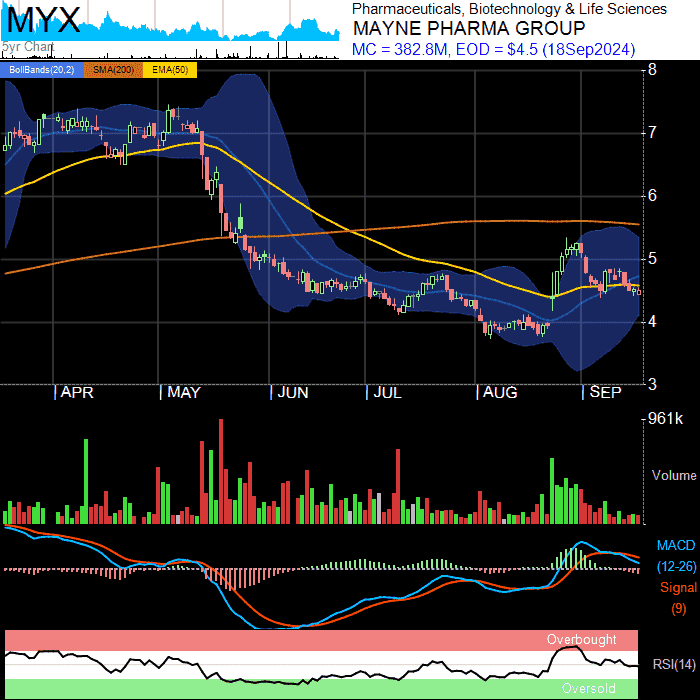 MYX
5yr Chart
Pharmaceuticals, Biotechnology & Life Sciences
MAYNE PHARMA GROUP
MC = 382.8M, EOD = $4.5 (18Sep2024)
BollBands(20,2) SMA(200) EMA(50)
8
7
6
5
4
3
APR MAY JUN JUL AUG SEP
961k
Volume
MACD
(12-26)
Signal
(9)
Overbought
RSI(14)
Oversold